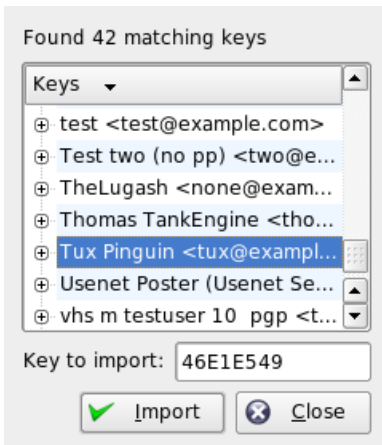 Found 42 matching keys
Keys
test <test@example.com>
Test two (no pp) <two@e...
TheLugash <none@exam...
Thomas TankEngine <tho...
Tux Pinguin <tux@exampl...
Usenet Poster (Usenet Se...
vhs m testuser 10 pgp <t...
Key to import: 46E1E549
Import Close